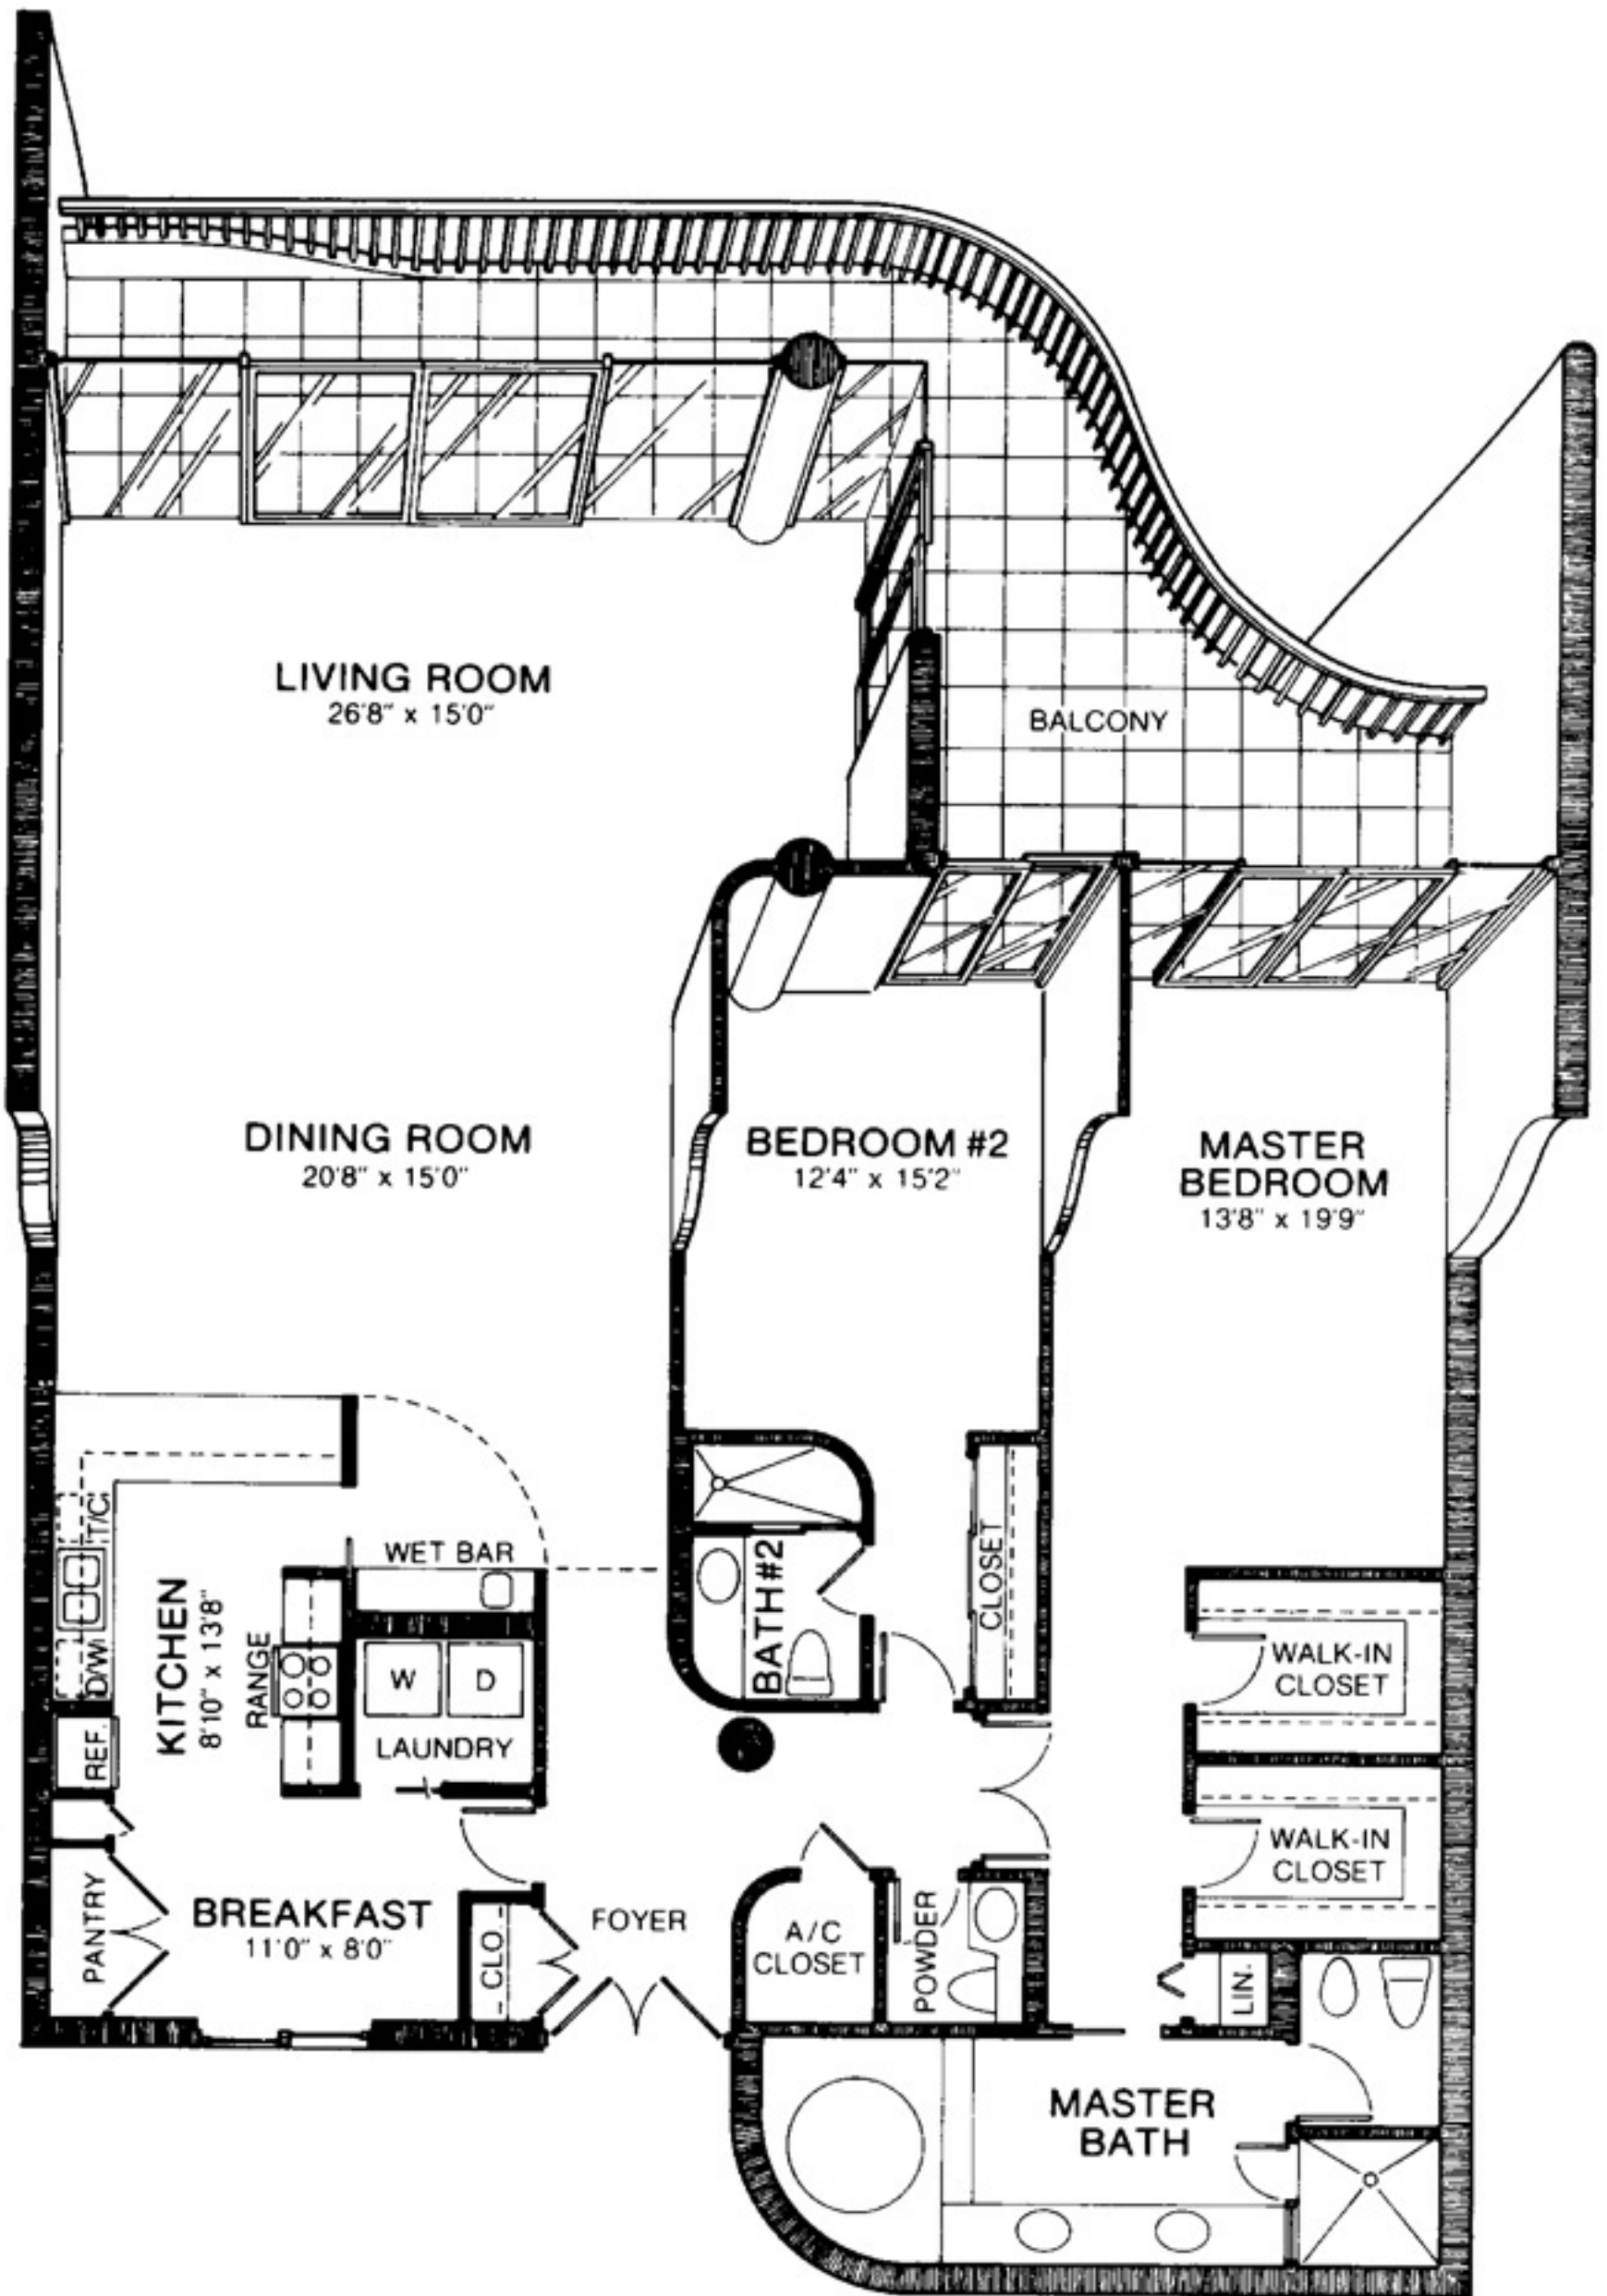 LIVING ROOM
26'8" x 15'0"
BALCONY
DINING ROOM
20'8" x 15'0"
BEDROOM #2
12'4" x 15'2"
MASTER
BEDROOM
13'8" x 19'9"
T/C
D/W
KITCHEN
8'10" x 13'8"
RANGE
REF.
WET BAR
W
D
LAUNDRY
BATH #2
CLOSET
WALK-IN
CLOSET
WALK-IN
CLOSET
PANTRY
BREAKFAST
11'0" x 8'0"
CLO.
FOYER
A/C
CLOSET
POWDER
LIN.
MASTER
BATH